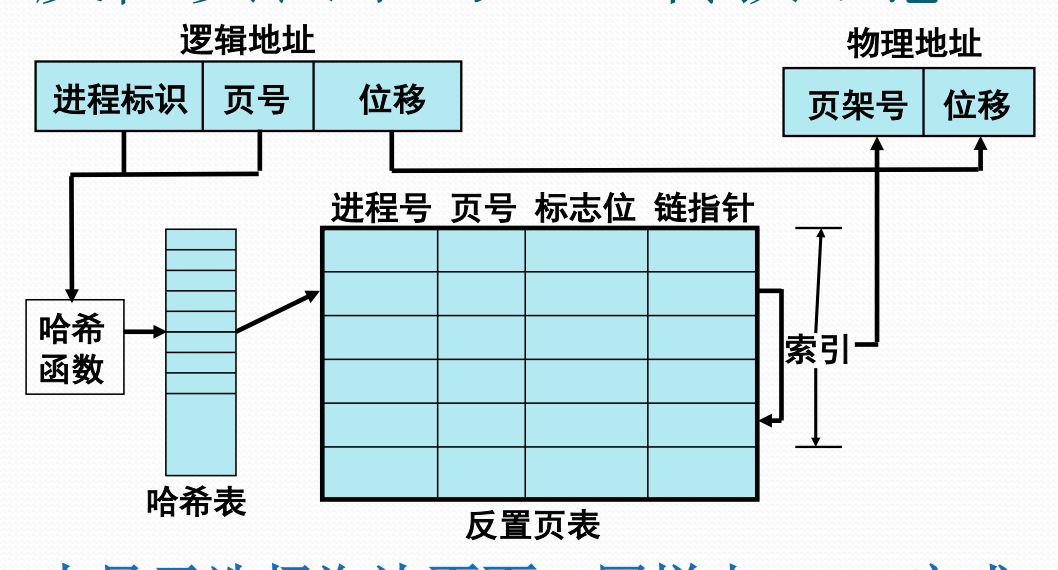 逻辑地址
物理地址
进程标识 页号 位移
页架号 位移
进程号 页号 标志位 链指针
哈希
函数
索引
哈希表
反置页表